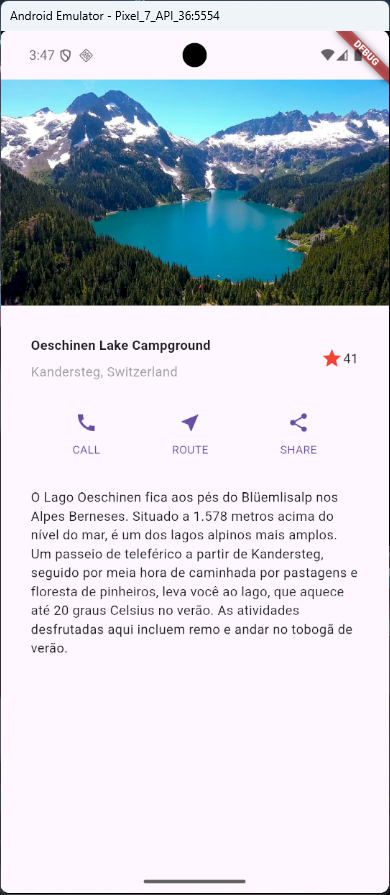 Android Emulator - Pixel_7_API_36:5554
3:47
DEBUG
Oeschinen Lake Campground
Kandersteg, Switzerland
41
CALL
ROUTE
SHARE
O Lago Oeschinen fica aos pés do Blüemlisalp nos
Alpes Berneses. Situado a 1.578 metros acima do
nível do mar, é um dos lagos alpinos mais amplos.
Um passeio de teleférico a partir de Kandersteg,
seguido por meia hora de caminhada por pastagens e
floresta de pinheiros, leva você ao lago, que aquece
até 20 graus Celsius no verão. As atividades
desfrutadas aqui incluem remo e andar no tobogã de
verão.